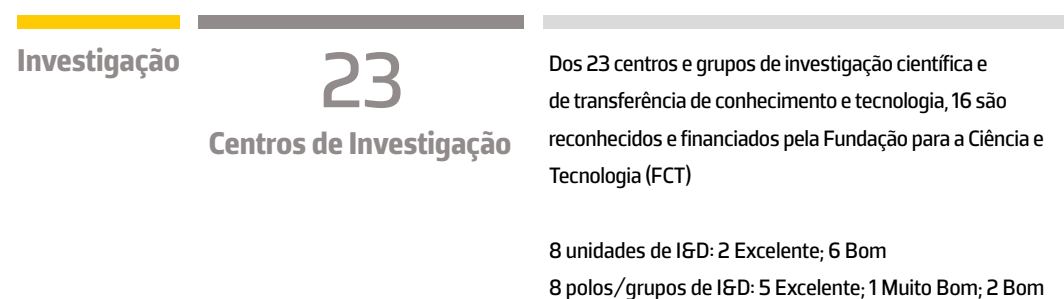 Investigação
23
Centros de Investigação
Dos 23 centros e grupos de investigação científica e
de transferência de conhecimento e tecnologia, 16 são
reconhecidos e financiados pela Fundação para a Ciência e
Tecnologia (FCT)
8 unidades de I&D: 2 Excelente; 6 Bom
8 polos/grupos de I&D: 5 Excelente; 1 Muito Bom; 2 Bom